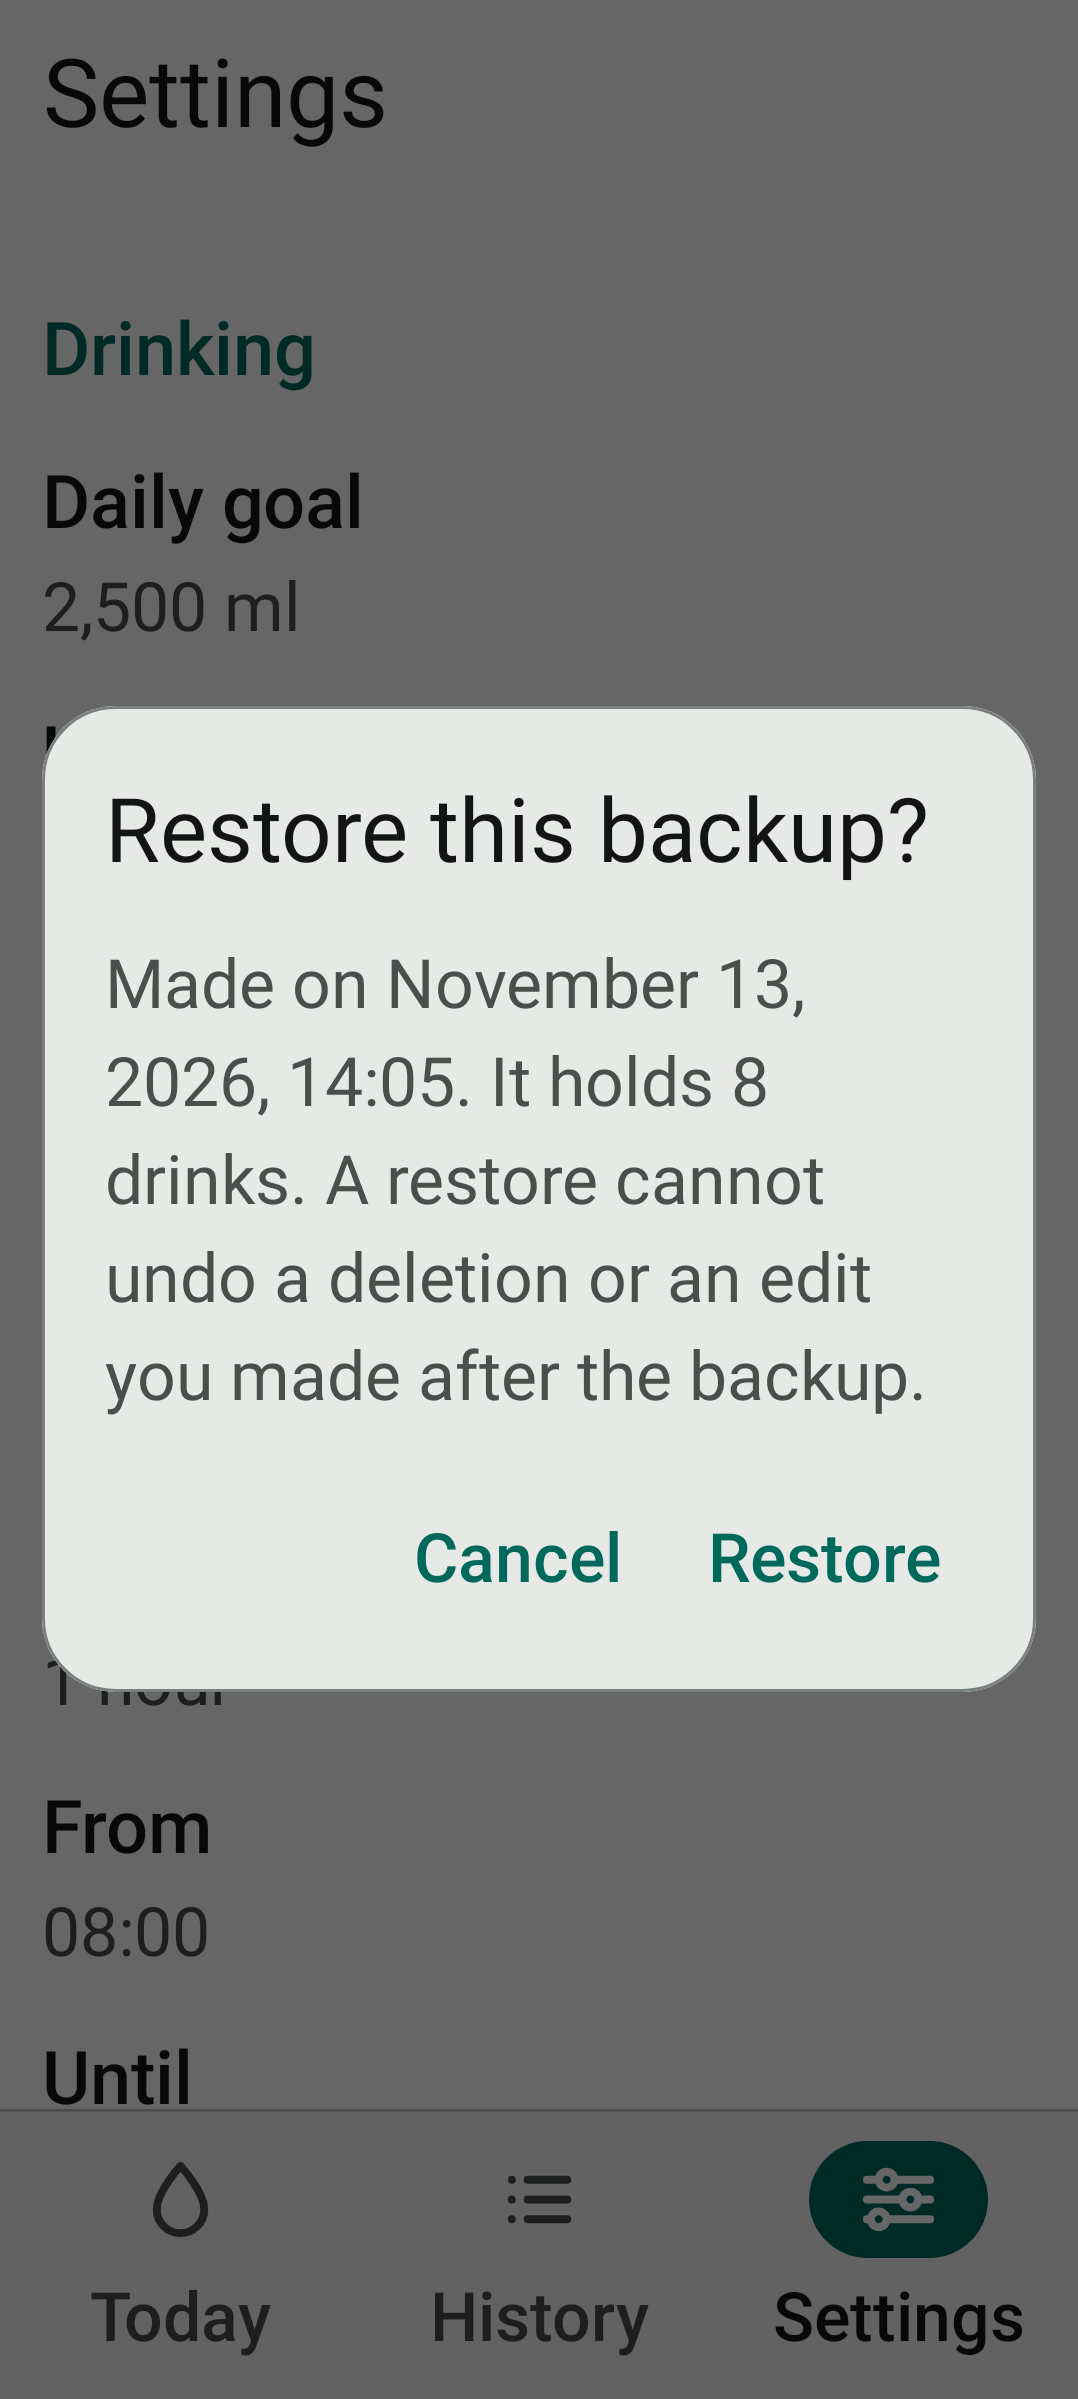 Settings
Drinking
Daily goal
2,500 ml
Restore this backup?
Made on November 13,
2026, 14:05. It holds 8
drinks. A restore cannot
undo a deletion or an edit
you made after the backup.
Cancel
Restore
1 hour
From
08:00
Until
Today
History
Settings